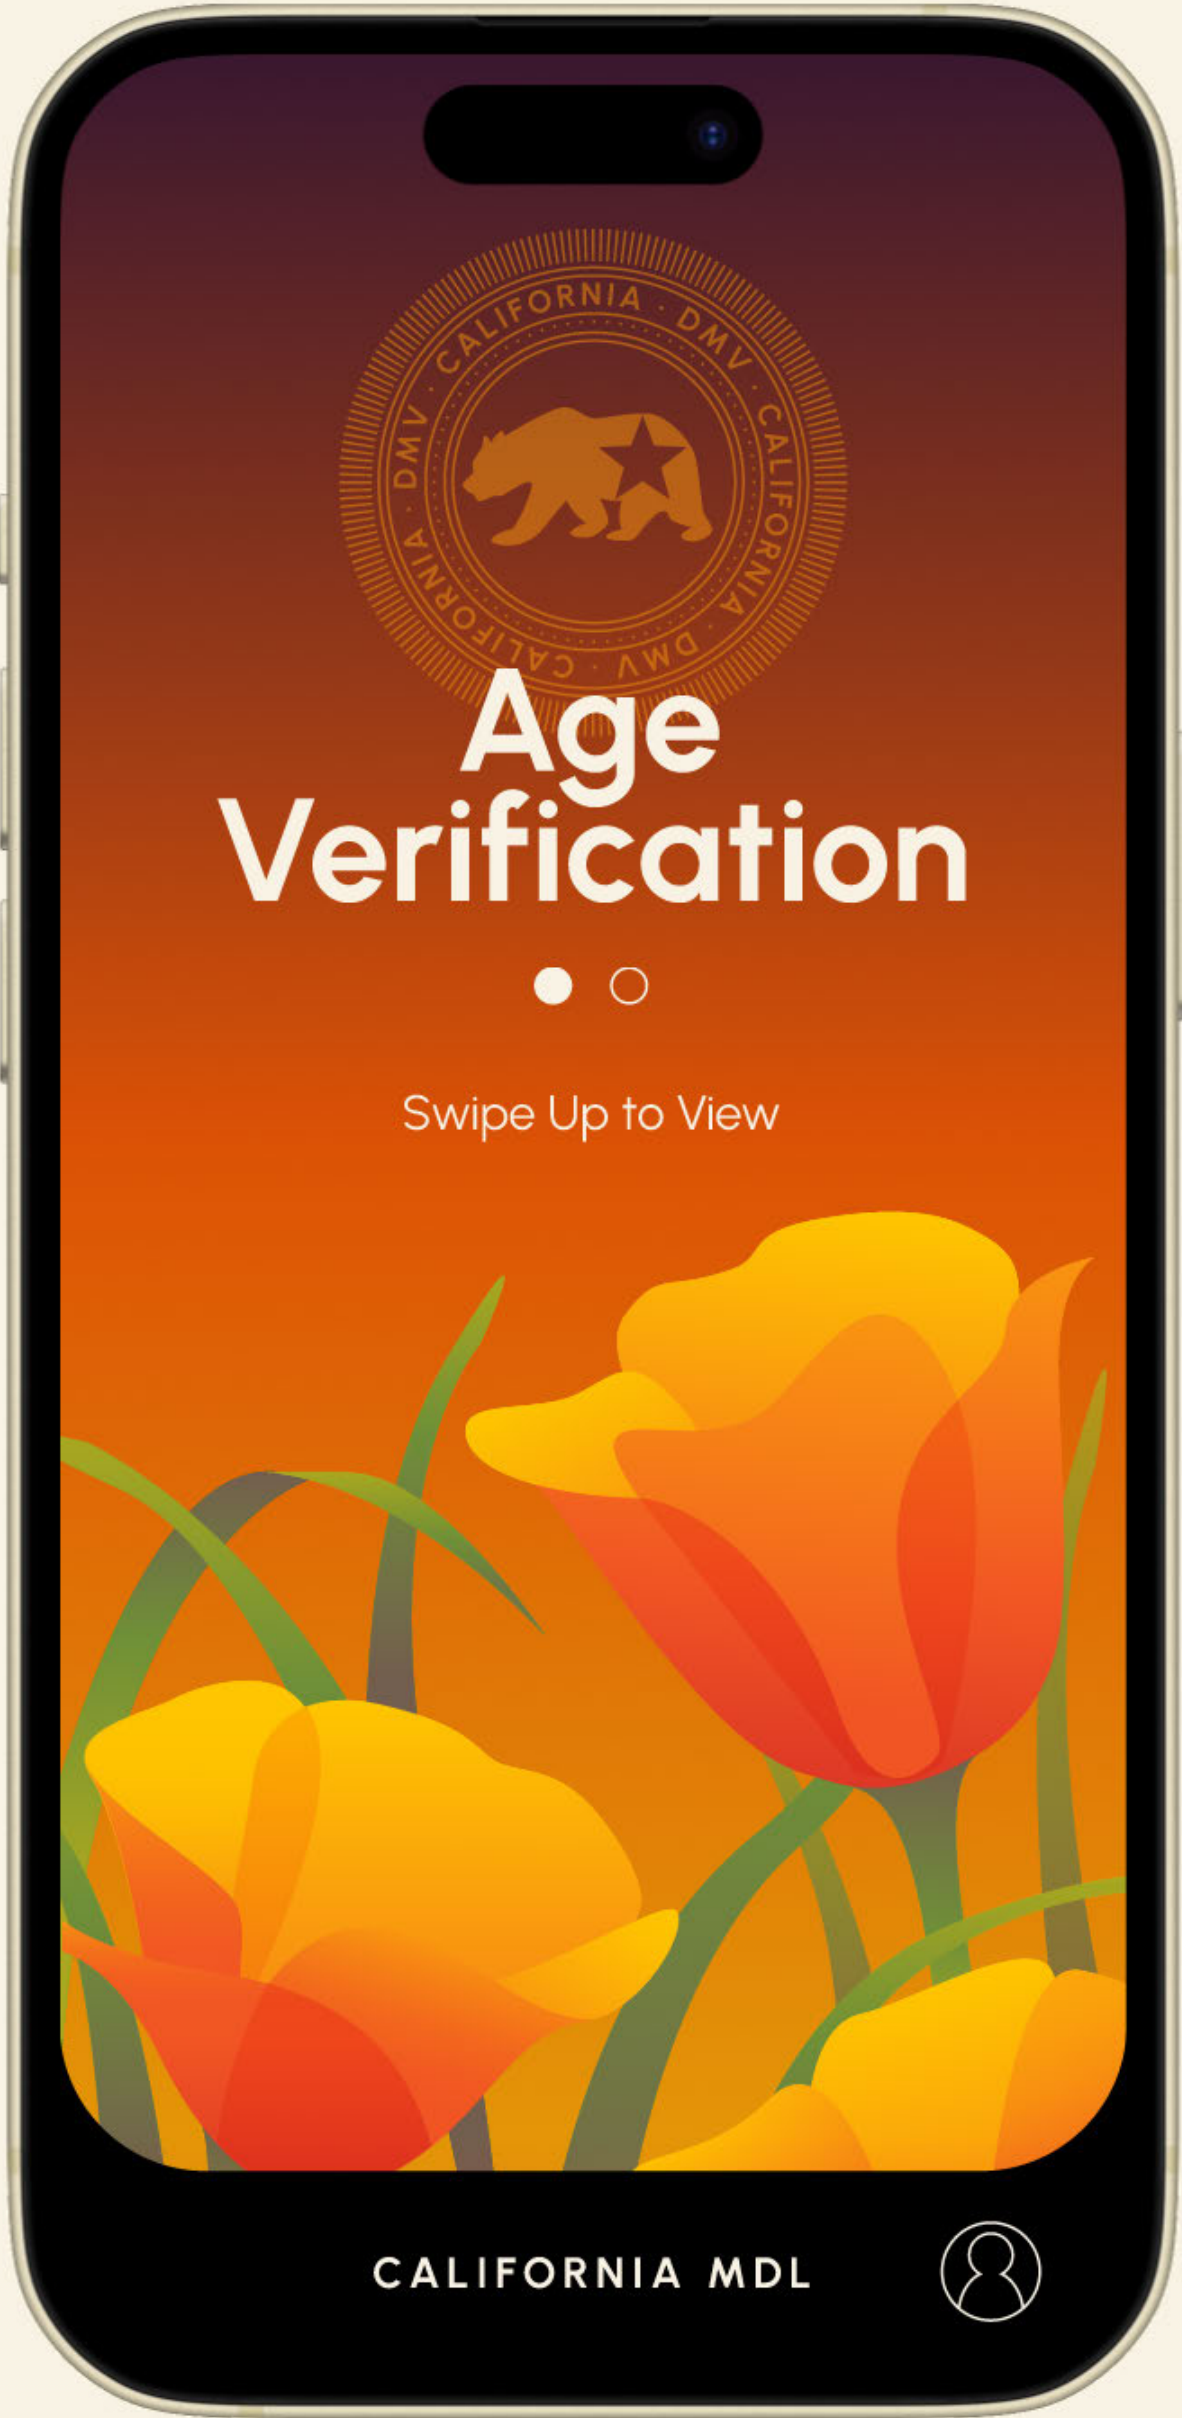 CALIFORNIA · DMV · CALIFORNIA · DMV · CALIFORNIA · DMV ·
Age
Verification
Swipe Up to View
CALIFORNIA MDL